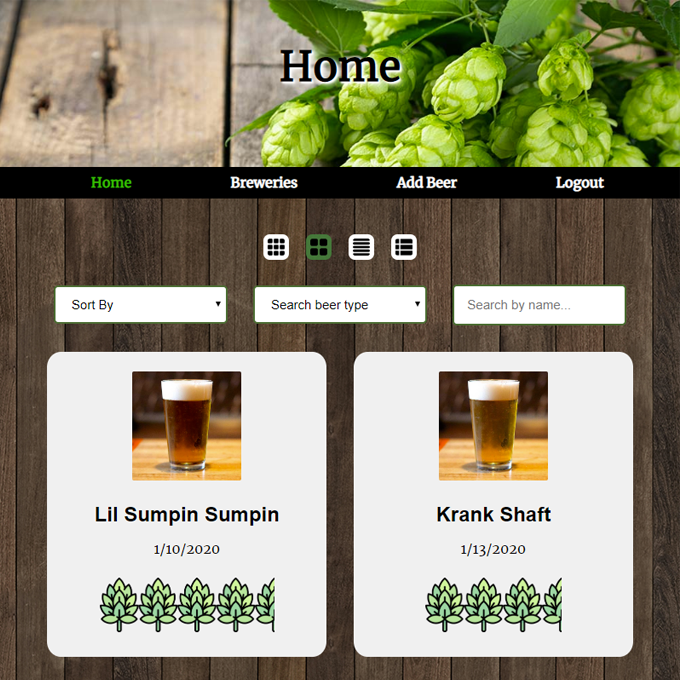 Home
Home Breweries Add Beer Logout
Sort By Search beer type Search by name...
Lil Sumpin Sumpin Krank Shaft
1/10/2020 1/13/2020